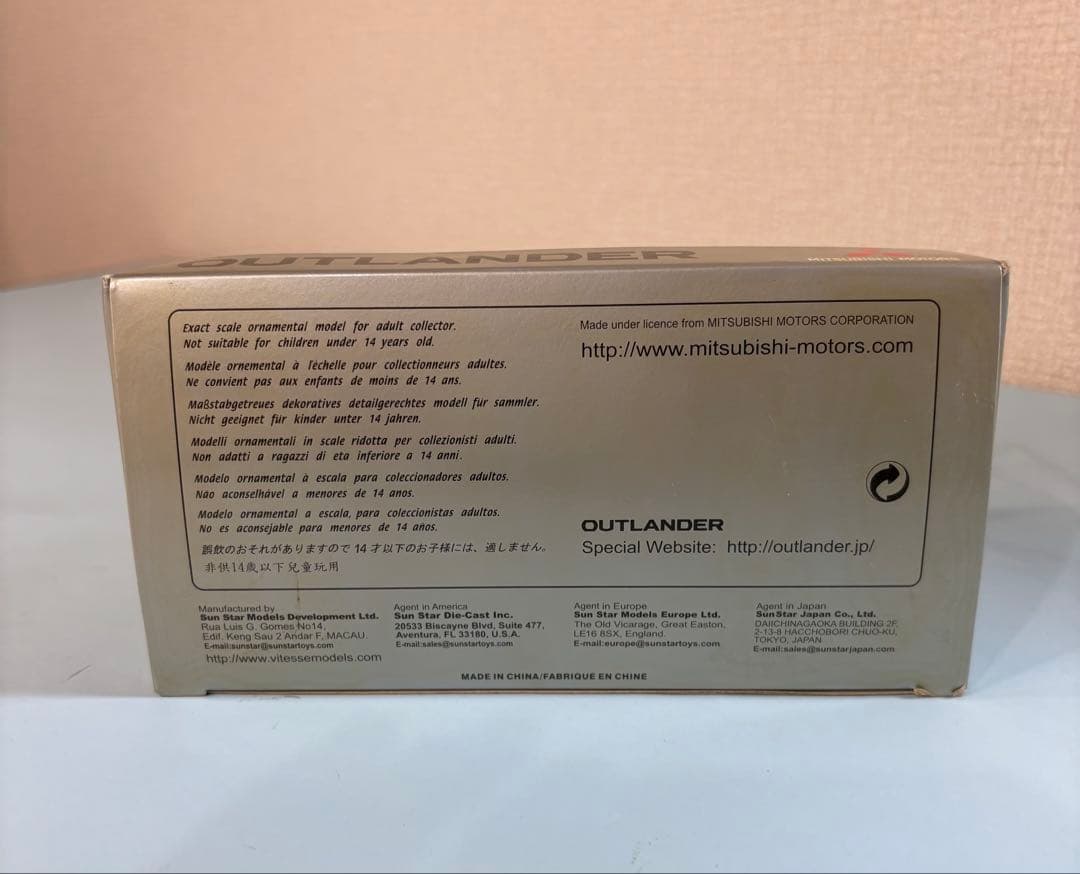 OUTLANDER
MITSUBISHI MOTORS
Exact scale ornamental model for adult collector.
Not suitable for children under 14 years old.
Modèle ornemental à l'échelle pour collectionneurs adultes.
Ne convient pas aux enfants de moins de 14 ans.
Maßstabgetreues dekoratives detailgerechtes modell für sammler.
Nicht geeignet für kinder unter 14 jahren.
Modelli ornamentali in scale ridotta per collezionisti adulti.
Non adatti a ragazzi di eta inferiore a 14 anni.
Modelo ornamental à escala para coleccionadores adultos.
Não aconselhável a menores de 14 anos.
Modelo ornamental a escala, para coleccionistas adultos.
No es aconsejable para menores de 14 años.
誤飲のおそれがありますので14才以下のお子様には、適しません。
非供14歲以下兒童玩用
Made under licence from MITSUBISHI MOTORS CORPORATION
http://www.mitsubishi-motors.com
OUTLANDER
Special Website: http://outlander.jp/
Manufactured by
Sun Star Models Development Ltd.
Rua Luis G. Gomes No14,
Edif. Keng Sau 2 Andar F, MACAU.
E-mail:sunstar@sunstartoys.com
http://www.vitessemodels.com
Agent in America
Sun Star Die-Cast Inc.
20533 Biscayne Blvd, Suite 477,
Aventura, FL 33180, U.S.A.
E-mail:sales@sunstartoys.com
Agent in Europe
Sun Star Models Europe Ltd.
The Old Vicarage, Great Easton,
LE16 8SX, England.
E-mail:europe@sunstartoys.com
Agent in Japan
SunStar Japan Co., Ltd.
DAIICHINAGAOKA BUILDING 2F,
2-13-8 HACCHOBORI CHUO-KU,
TOKYO, JAPAN
E-mail:sales@sunstarjapan.com
MADE IN CHINA/FABRIQUE EN CHINE